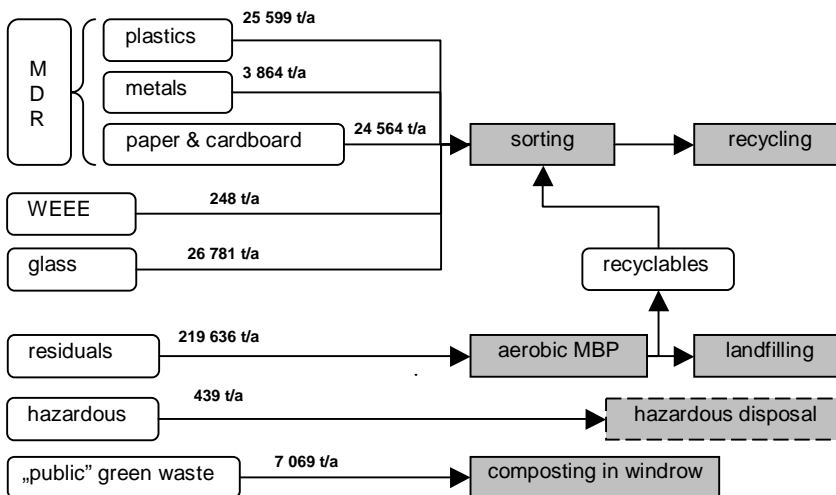 25 599 t/a
plastics
M
D
R
3 864 t/a
metals
24 564 t/a
paper & cardboard
sorting
recycling
248 t/a
WEEE
26 781 t/a
glass
recyclables
219 636 t/a
residuals
aerobic MBP
landfilling
439 t/a
hazardous
hazardous disposal
7 069 t/a
„public” green waste
composting in windrow